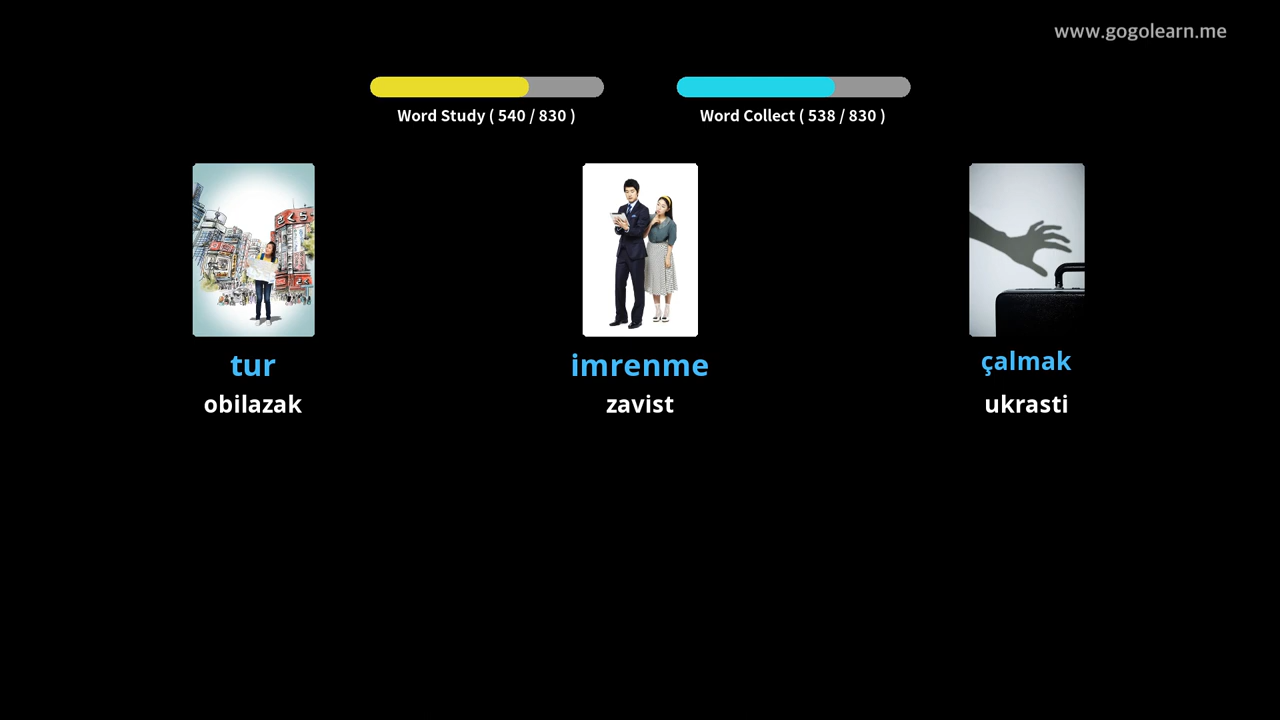 www.gogolearn.me
Word Study ( 540 / 830 )
Word Collect ( 538 / 830 )
tur
imrenme
çalmak
obilazak
zavist
ukrasti